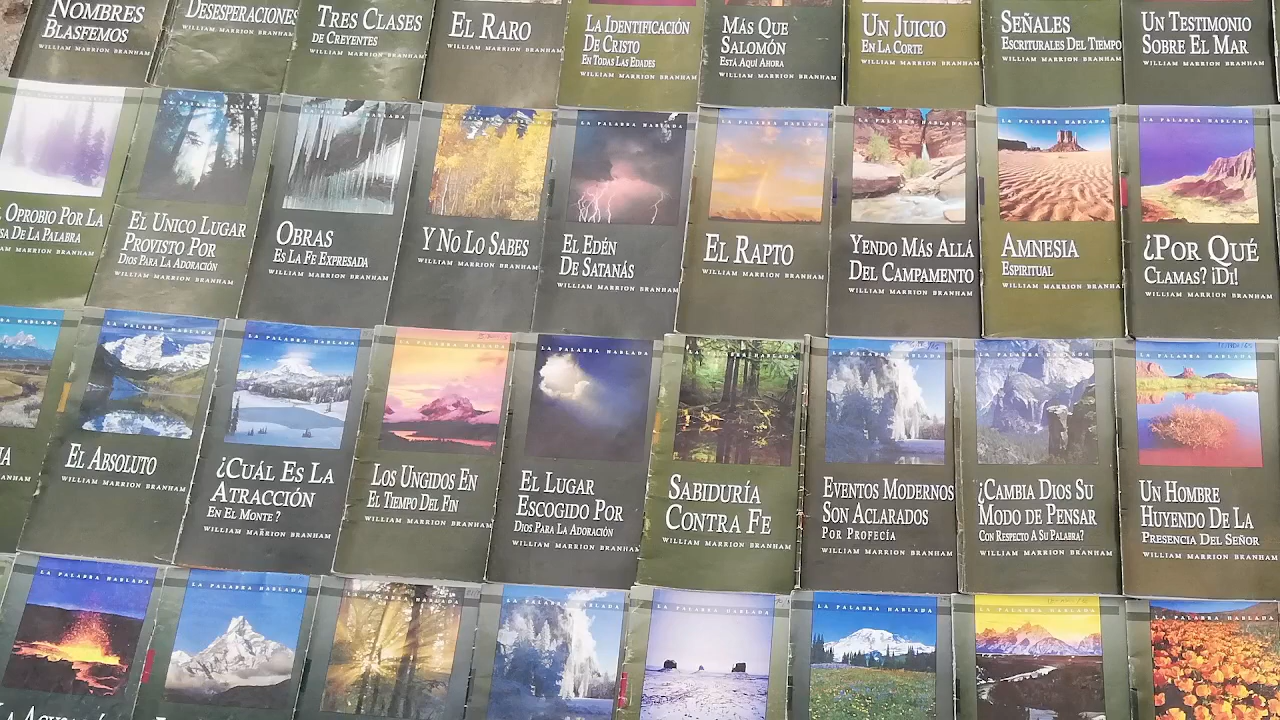 NOMBRES
BLASFEMOS
WILLIAM MARRION BRANHAM
DESESPERACIONES
WILLIAM MARRION BRANHAM
TRES CLASES
DE CREYENTES
WILLIAM MARRION BRANHAM
EL RARO
WILLIAM MARRION BRANHAM
LA IDENTIFICACIÓN
DE CRISTO
EN TODAS LAS EDADES
WILLIAM MARRION BRANHAM
MÁS QUE
SALOMÓN
ESTÁ AQUÍ AHORA
WILLIAM MARRION BRANHAM
UN JUICIO
EN LA CORTE
WILLIAM MARRION BRANHAM
SEÑALES
ESCRITURALES DEL TIEMPO
WILLIAM MARRION BRANHAM
UN TESTIMONIO
SOBRE EL MAR
WILLIAM MARRION BRANHAM
OPROBIO POR LA
SA DE LA PALABRA
WILLIAM MARRION BRANHAM
LA PALABRA HABLADA
EL UNICO LUGAR
PROVISTO POR
DIOS PARA LA ADORACIÓN
WILLIAM MARRION BRANHAM
LA PALABRA HABLADA
OBRAS
ES LA FE EXPRESADA
WILLIAM MARRION BRANHAM
LA PALABRA HABLADA
Y NO LO SABES
WILLIAM MARRION BRANHAM
LA PALABRA HABLADA
EL EDÉN
DE SATANÁS
WILLIAM MARRION BRANHAM
LA PALABRA HABLADA
EL RAPTO
WILLIAM MARRION BRANHAM
LA PALABRA HABLADA
YENDO MÁS ALLÁ
DEL CAMPAMENTO
WILLIAM MARRION BRANHAM
LA PALABRA HABLADA
AMNESIA
ESPIRITUAL
WILLIAM MARRION BRANHAM
LA PALABRA HABLADA
¿POR QUÉ
CLAMAS? ¡DI!
WILLIAM MARRION BRANHAM
HABLADA
IA
LA PALABRA HABLADA
EL ABSOLUTO
WILLIAM MARRION BRANHAM
LA PALABRA HABLADA
¿CUÁL ES LA
ATRACCIÓN
EN EL MONTE?
WILLIAM MARRION BRANHAM
LA PALABRA HABLADA
LOS UNGIDOS EN
EL TIEMPO DEL FIN
WILLIAM MARRION BRANHAM
LA PALABRA HABLADA
EL LUGAR
ESCOGIDO POR
DIOS PARA LA ADORACIÓN
WILLIAM MARRION BRANHAM
LA PALABRA HABLADA
SABIDURÍA
CONTRA FE
WILLIAM MARRION BRANHAM
LA PALABRA HABLADA
EVENTOS MODERNOS
SON ACLARADOS
POR PROFECÍA
WILLIAM MARRION BRANHAM
LA PALABRA HABLADA
¿CAMBIA DIOS SU
MODO DE PENSAR
CON RESPECTO A SU PALABRA?
WILLIAM MARRION BRANHAM
LA PALABRA HABLADA
UN HOMBRE
HUYENDO DE LA
PRESENCIA DEL SEÑOR
WILLIAM MARRION BRANHAM
LA PALABRA HABLADA
LA PALABRA HABLADA
LA PALABRA HABLADA
LA PALABRA HABLADA
LA PALABRA HABLADA
LA PALABRA HABLADA
LA PALABRA HABLADA
LA PALABRA HABLADA